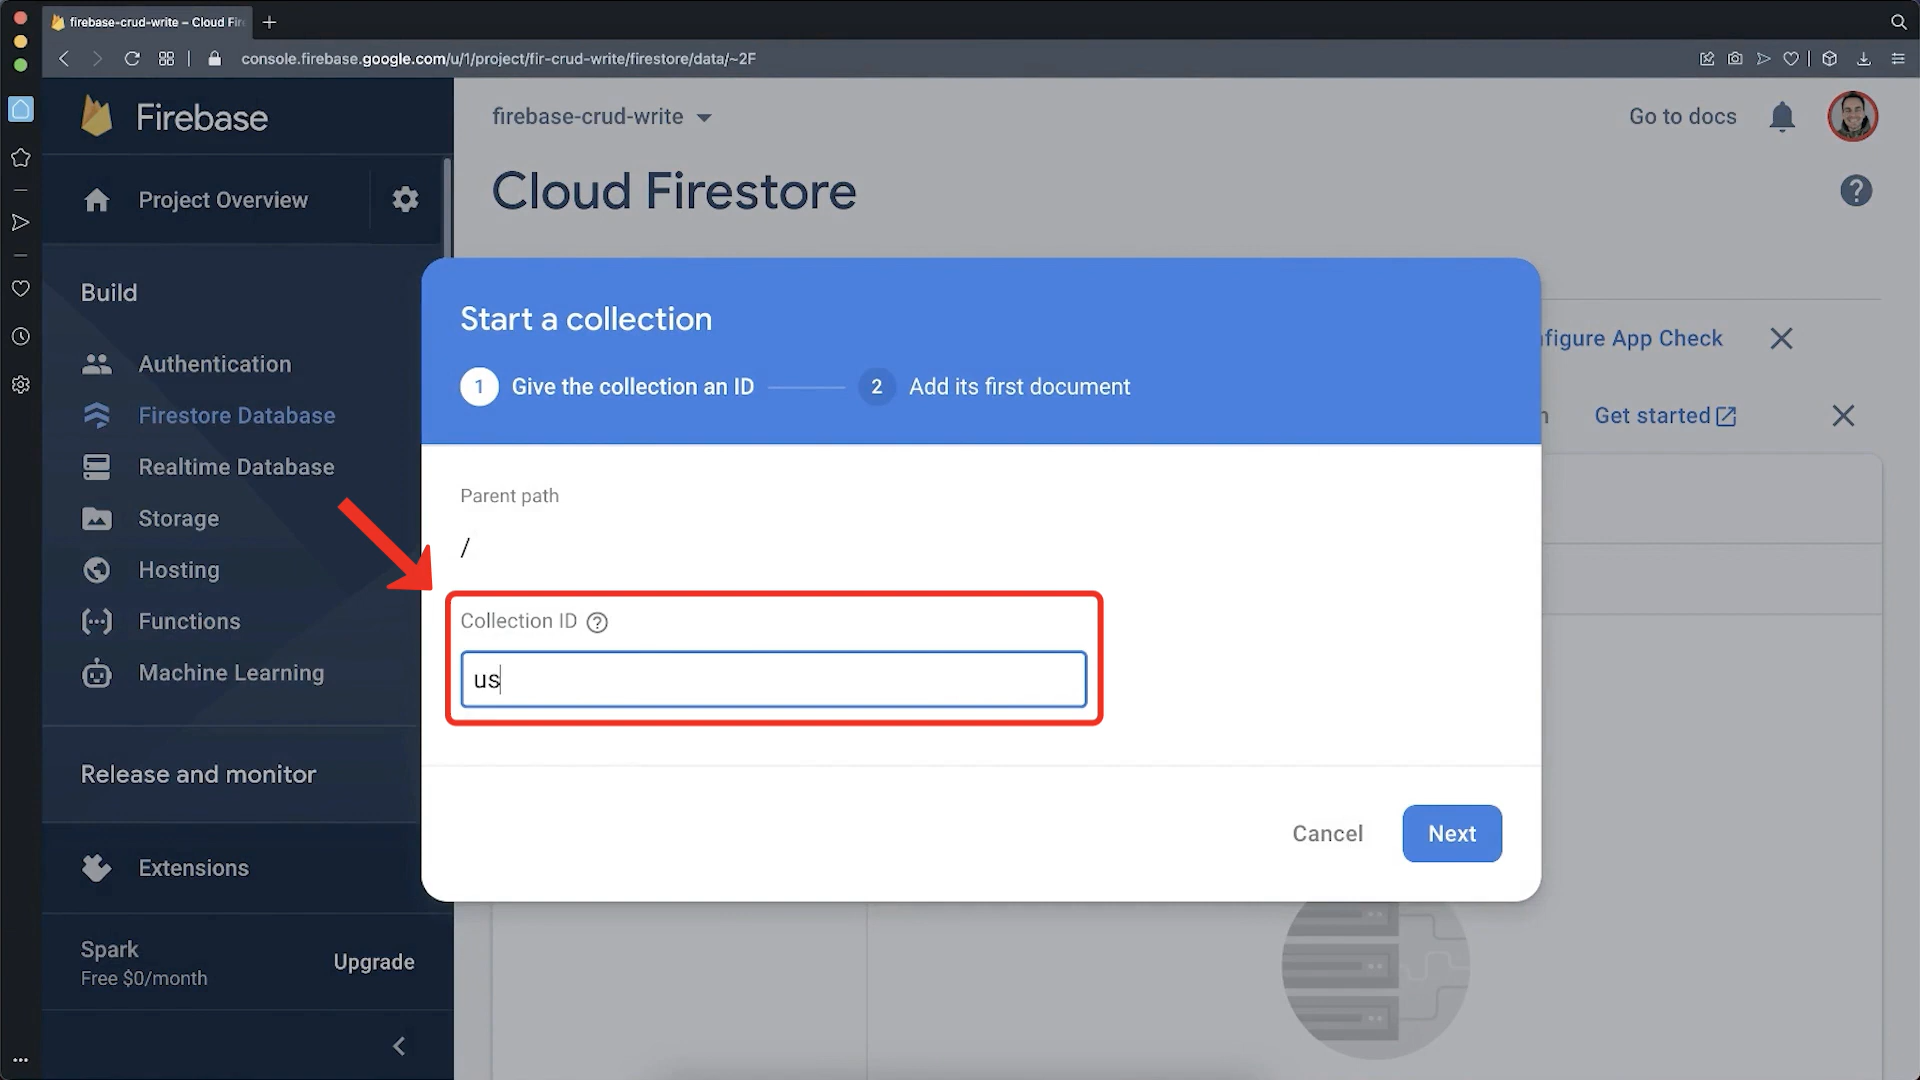 firebase-crud-write – Cloud Fir
console.firebase.google.com/u/1/project/fir-crud-write/firestore/data/~2F
Firebase
firebase-crud-write
Go to docs
Cloud Firestore
Project Overview
Build
Authentication
Firestore Database
Realtime Database
Storage
Hosting
Functions
Machine Learning
Release and monitor
Extensions
Spark
Free $0/month
Upgrade
Start a collection
1 Give the collection an ID
2 Add its first document
figure App Check
Get started
Parent path
/
Collection ID
us
Cancel
Next